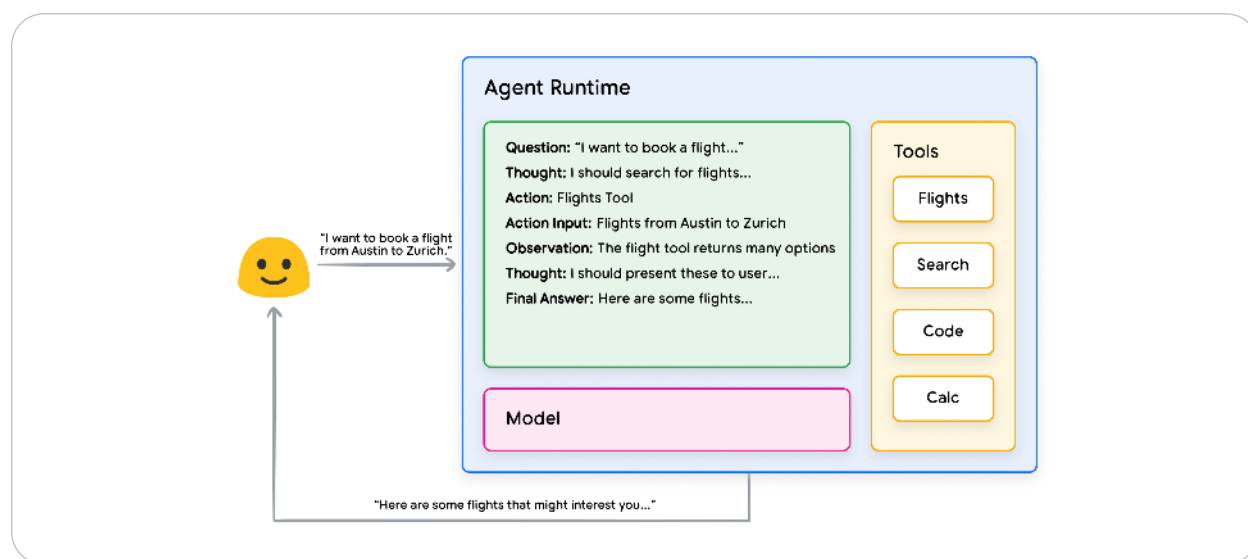 Agent Runtime
Question: “I want to book a flight...”
Thought: I should search for flights...
Action: Flights Tool
Action Input: Flights from Austin to Zurich
Observation: The flight tool returns many options
Thought: I should present these to user...
Final Answer: Here are some flights...
Tools
Flights
Search
Code
Calc
Model
“I want to book a flight
from Austin to Zurich.”
“Here are some flights that might interest you...”